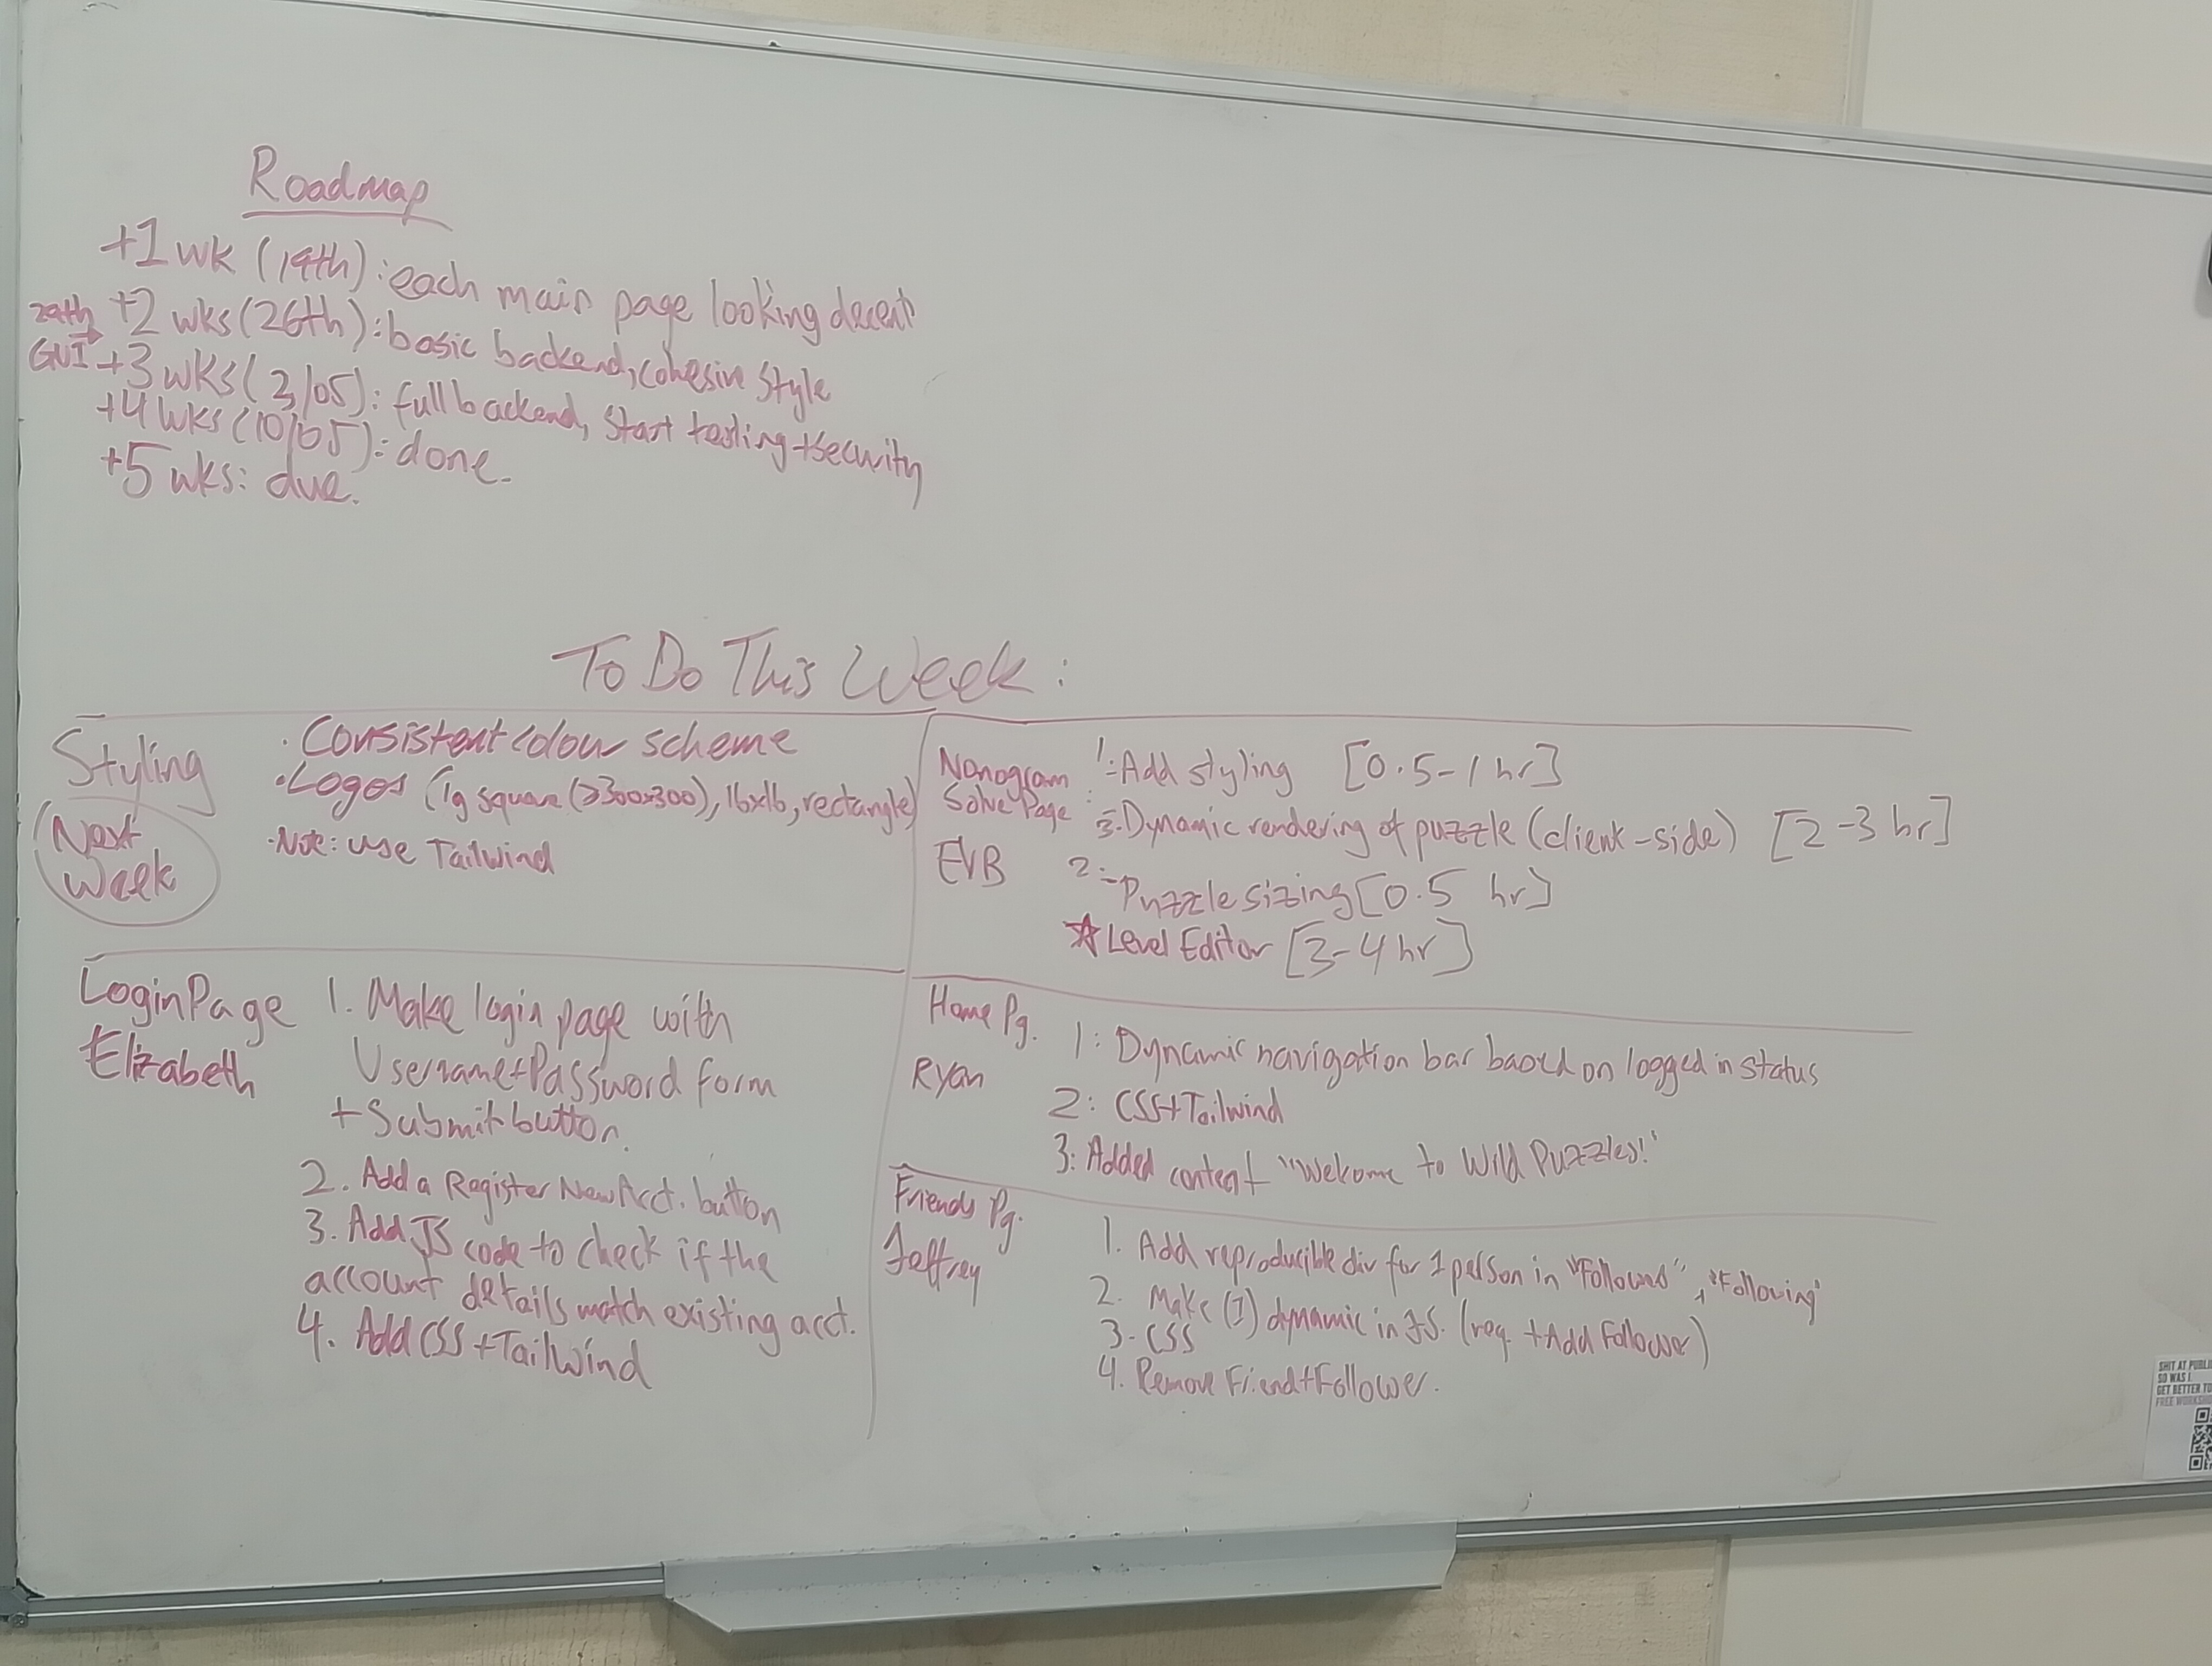 Roadmap
+1 wk (19th): each main page looking decent
+2 wks (26th): basic backend, cohesive style
29th
GUI →
+3 wks (3/05): full backend, start testing + security
+4 wks (10/05): done.
+5 wks: due.
To Do This Week:
Styling
Next
Week
· Consistent colour scheme
· Logos (lg square (≥300x300), 16x16, rectangle)
· Note: use Tailwind
Nonogram
Solve Page
EVB
1:- Add styling [0.5-1 hr]
3:- Dynamic rendering of puzzle (client-side) [2-3 hr]
2:- Puzzle sizing [0.5 hr]
☆ Level Editor [3-4 hr]
Login Page
Elizabeth
1. Make login page with
Username+Password form
+ Submit button.
2. Add a Register New Acct. button
3. Add JS code to check if the
account details match existing acct.
4. Add CSS + Tailwind
Home Pg.
Ryan
1: Dynamic navigation bar based on logged in status
2: CSS+Tailwind
3: Added content "Welcome to Wild Puzzles!"
Friends Pg.
Jeffrey
1. Add reproducible div for 1 person in "Followed", "Following"
2. Make (1) dynamic in JS. (req. + Add Follower)
3. CSS
4. Remove Friend+Follower.
SHIT AT PUBLI
SO WAS I.
GET BETTER TO